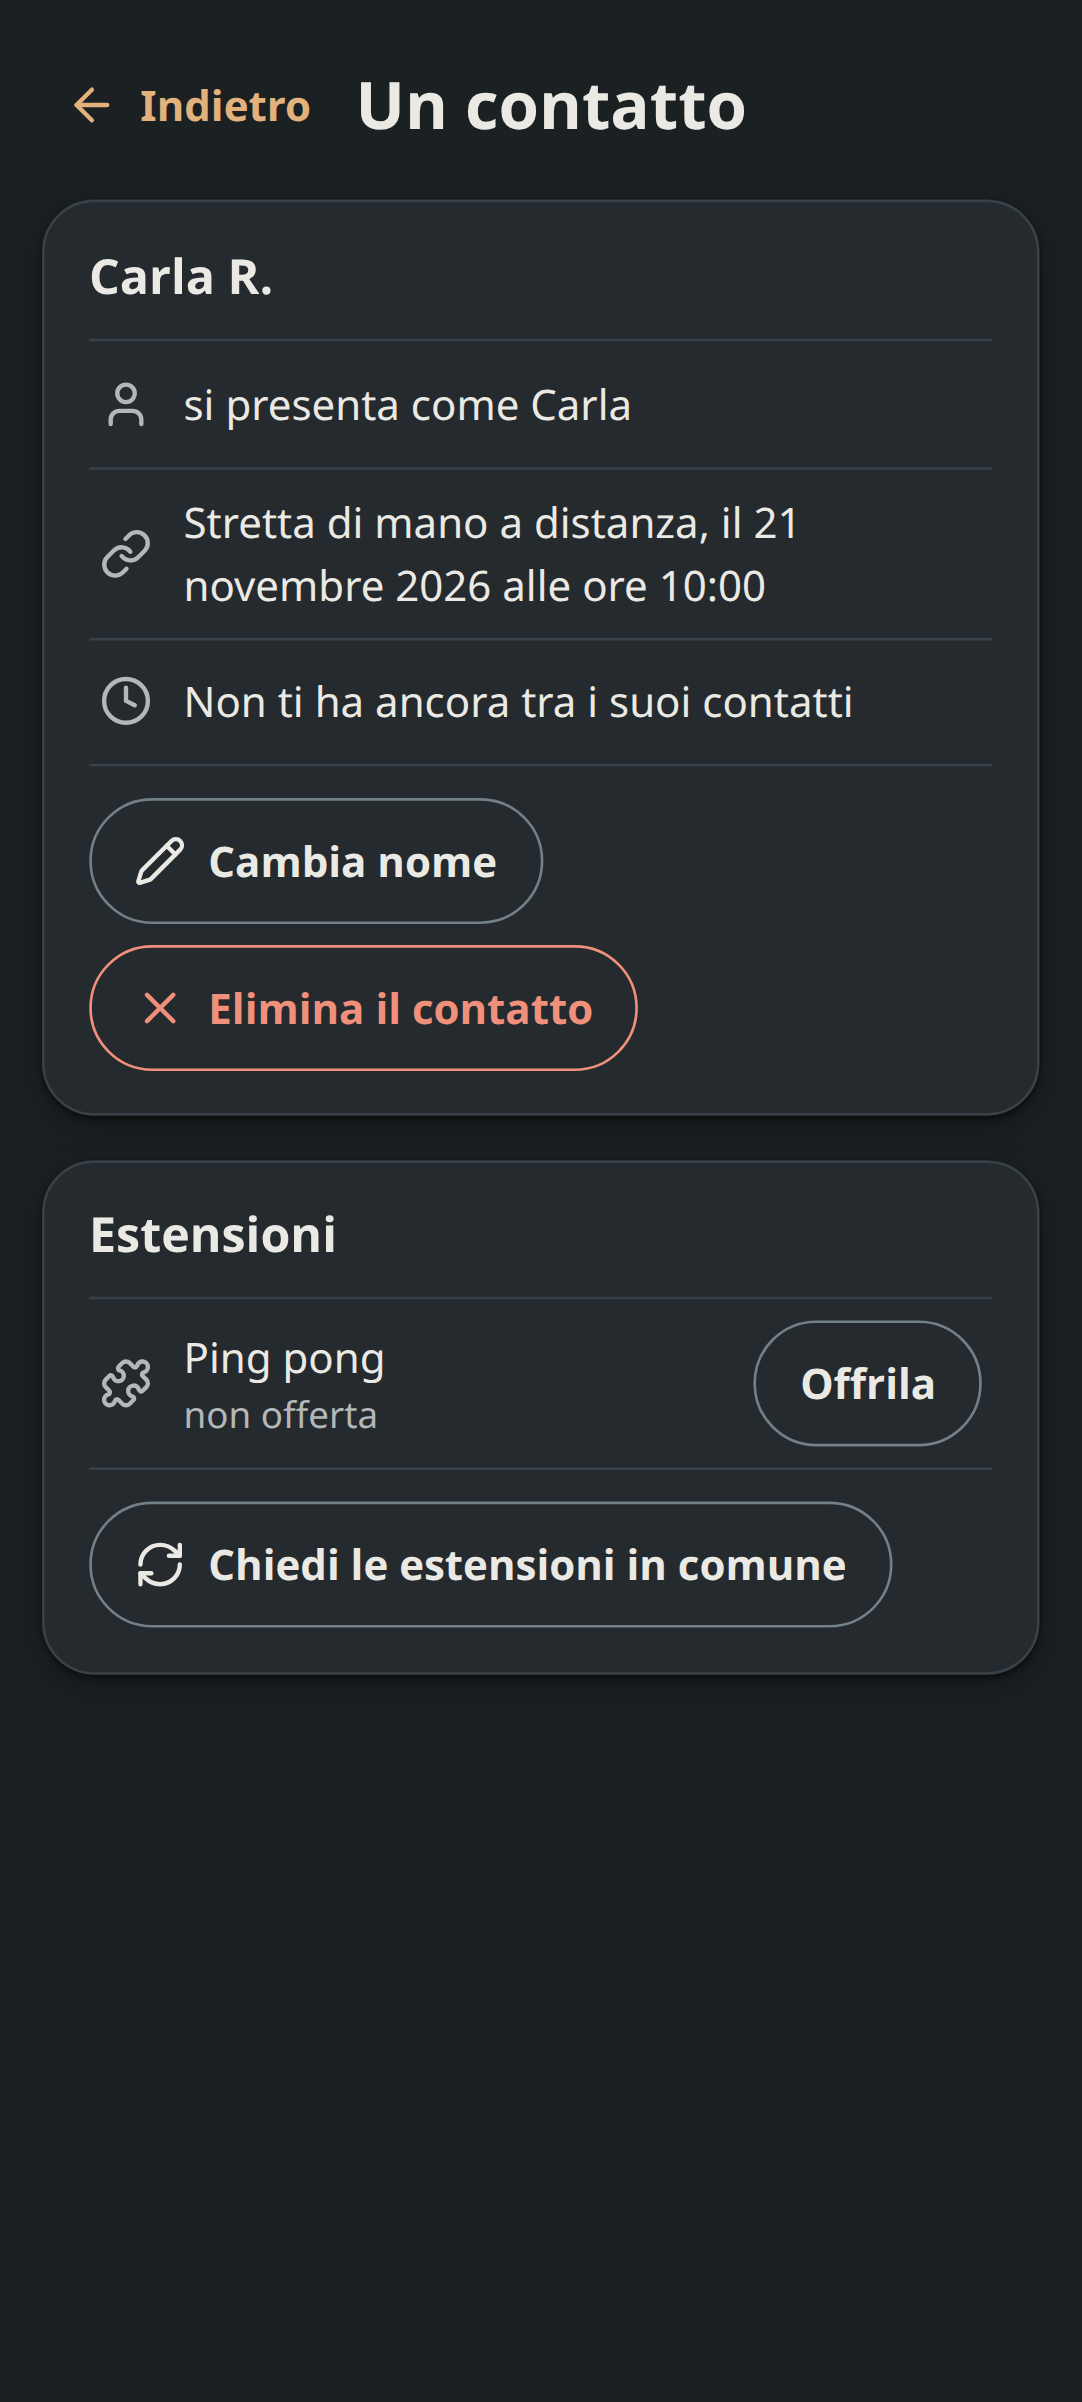 Indietro
Un contatto
Carla R.
si presenta come Carla
Stretta di mano a distanza, il 21
novembre 2026 alle ore 10:00
Non ti ha ancora tra i suoi contatti
Cambia nome
Elimina il contatto
Estensioni
Ping pong
non offerta
Offrila
Chiedi le estensioni in comune